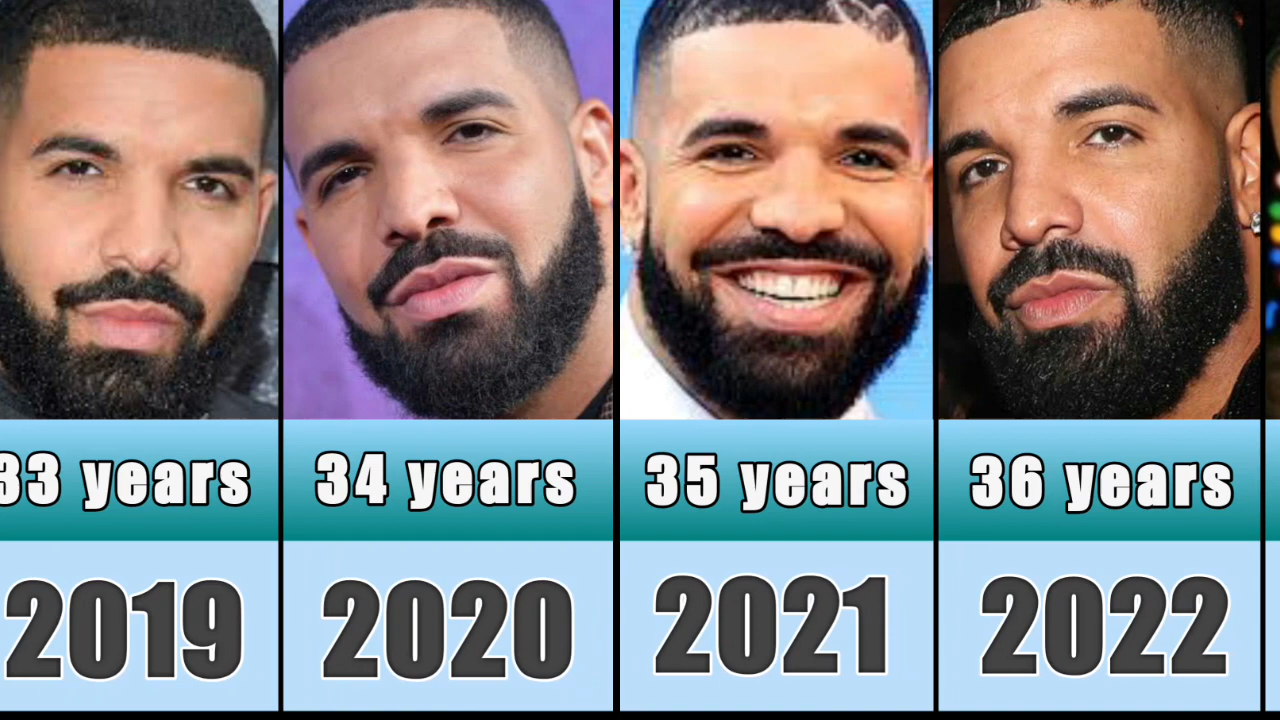 33 years
34 years
35 years
36 years
2019
2020
2021
2022